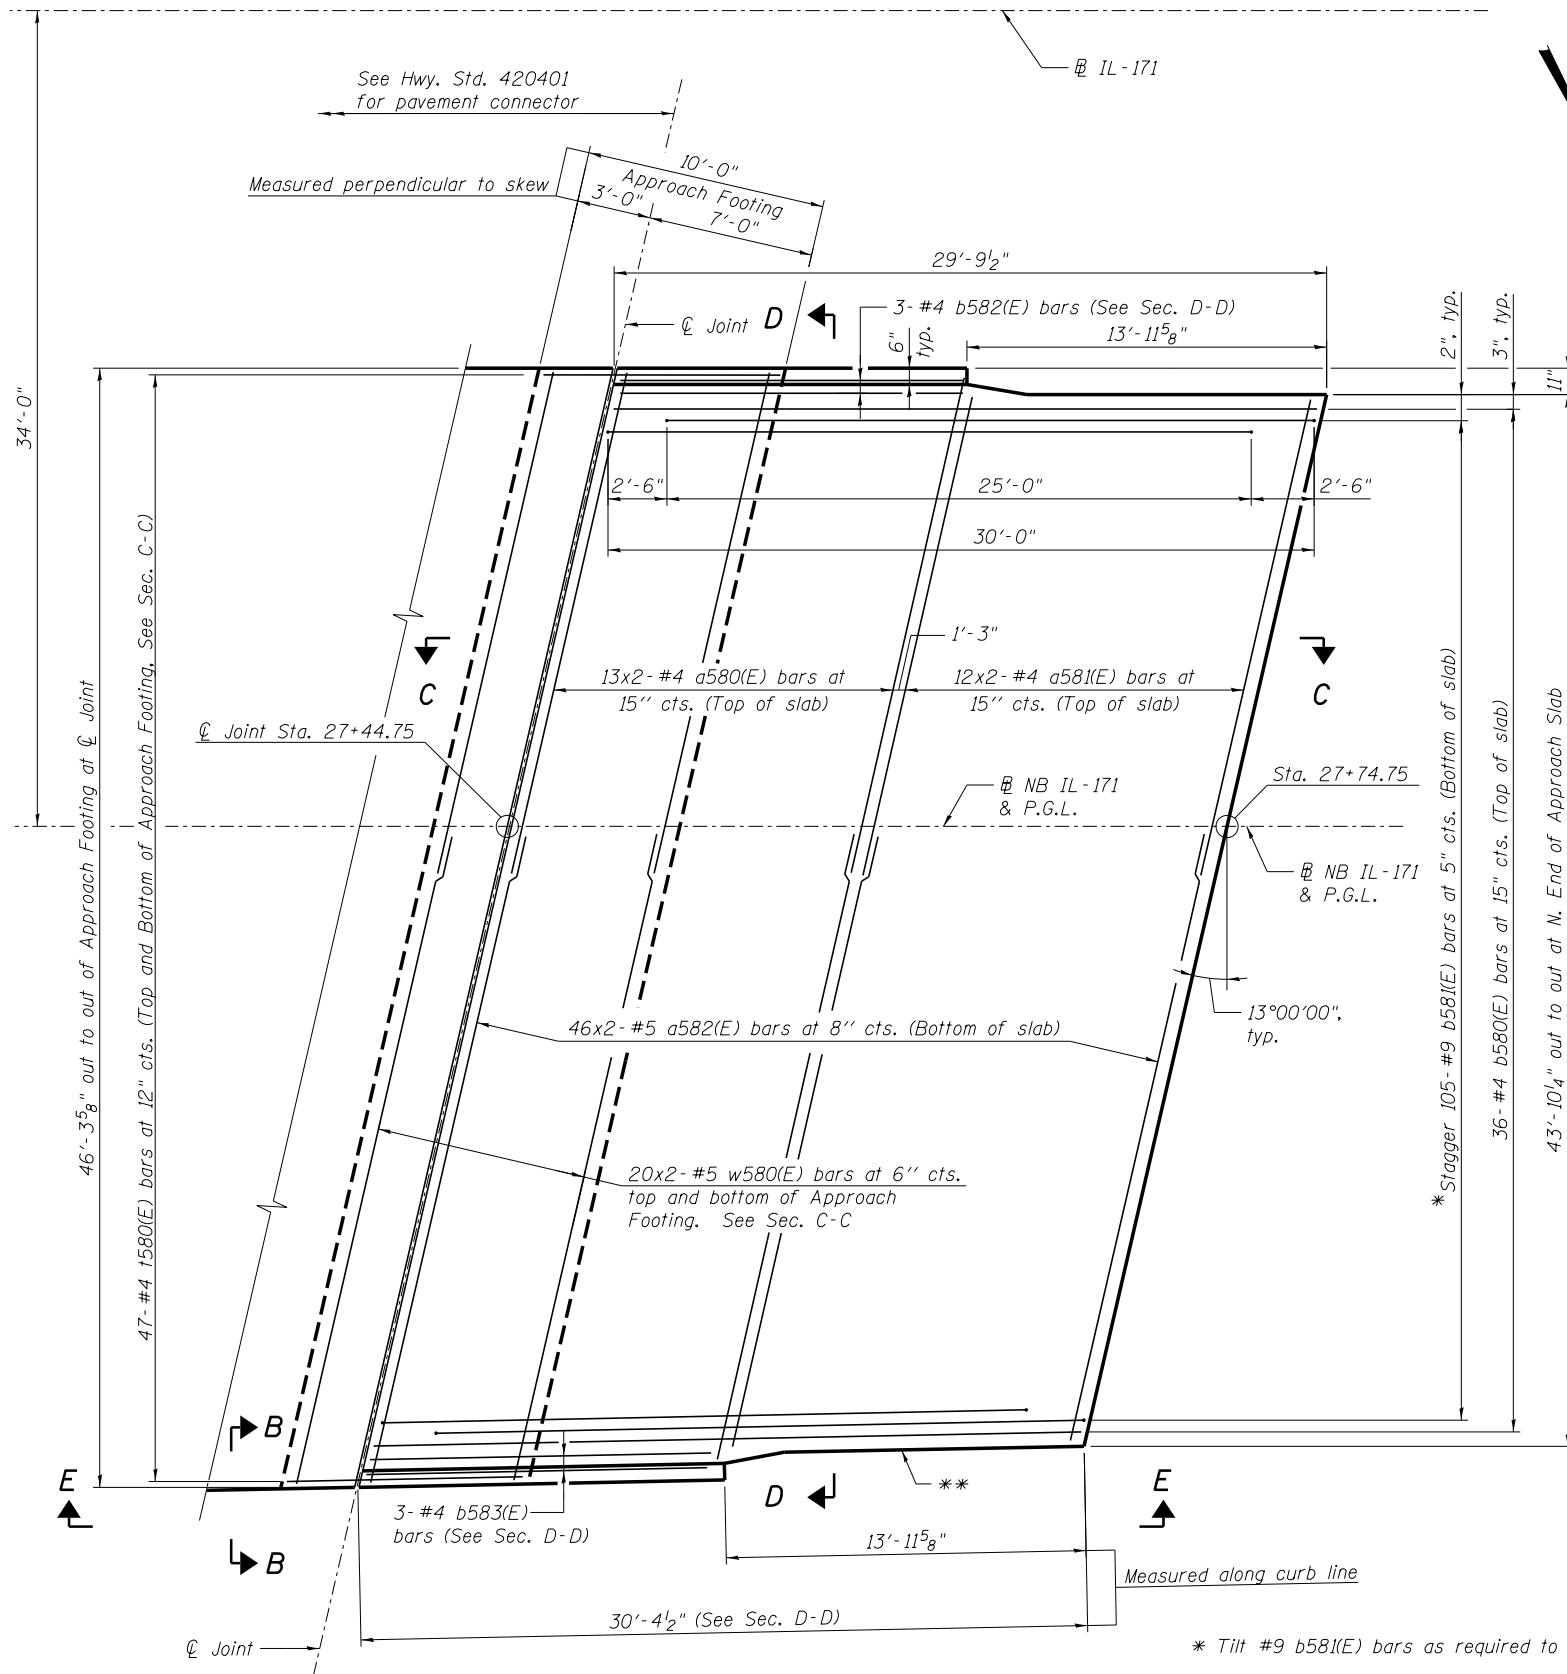 ℄ IL-171
See Hwy. Std. 420401
for pavement connector
10'-0"
Measured perpendicular to skew
Approach Footing
3'-0"
7'-0"
29'-9½"
34'-0"
℄ Joint
D
3-#4 b582(E) bars (See Sec. D-D)
6"
typ.
13'-11⅝"
2", typ.
3", typ.
11"
2'-6"
25'-0"
2'-6"
30'-0"
1'-3"
C
13x2-#4 a580(E) bars at
15" cts. (Top of slab)
12x2-#4 a581(E) bars at
15" cts. (Top of slab)
C
℄ Joint Sta. 27+44.75
℄ NB IL-171
& P.G.L.
Sta. 27+74.75
℄ NB IL-171
& P.G.L.
46'-3⅝" out to out of Approach Footing at ℄ Joint
47-#4 t580(E) bars at 12" cts. (Top and Bottom of Approach Footing, See Sec. C-C)
*Stagger 105-#9 b581(E) bars at 5" cts. (Bottom of slab)
36-#4 b580(E) bars at 15" cts. (Top of slab)
43'-10¼" out to out at N. End of Approach Slab
13°00'00",
typ.
46x2-#5 a582(E) bars at 8" cts. (Bottom of slab)
20x2-#5 w580(E) bars at 6" cts.
top and bottom of Approach
Footing. See Sec. C-C
B
E
D
**
E
3-#4 b583(E)
bars (See Sec. D-D)
B
13'-11⅝"
Measured along curb line
30'-4½" (See Sec. D-D)
℄ Joint
* Tilt #9 b581(E) bars as required to